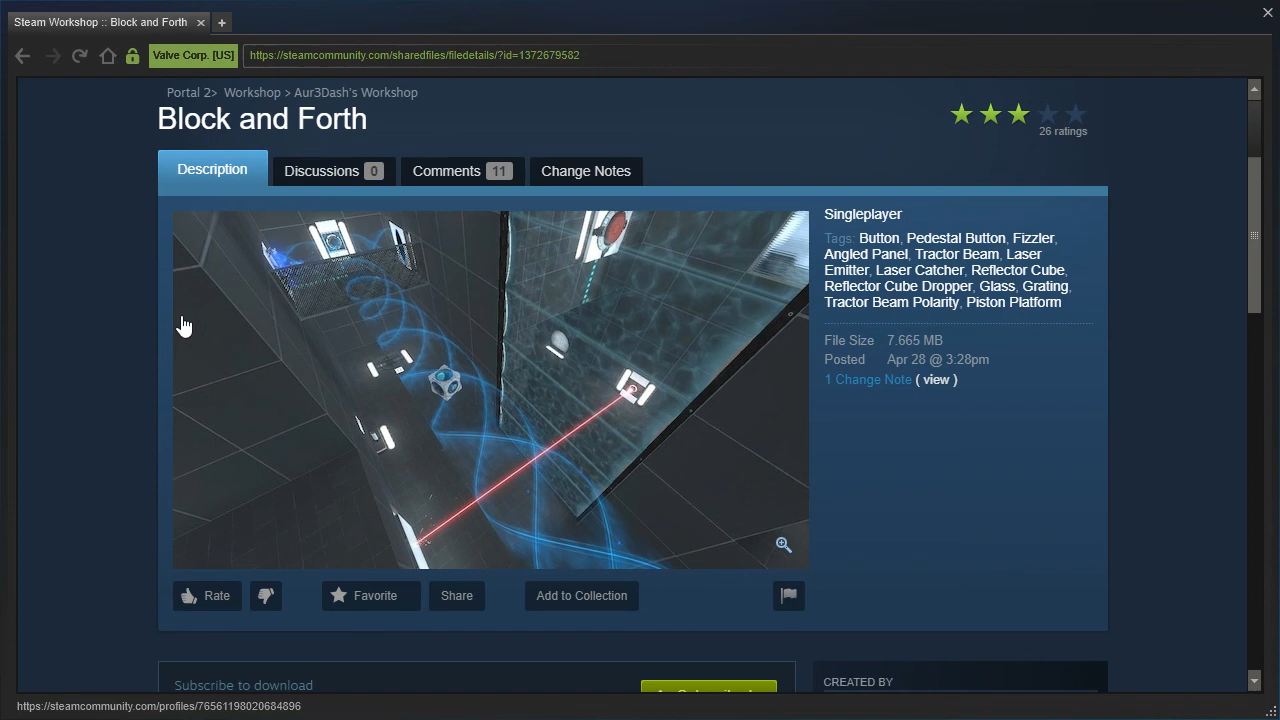 Steam Workshop :: Block and Forth
Valve Corp. [US]
https://steamcommunity.com/sharedfiles/filedetails/?id=1372679582
Portal 2> Workshop > Aur3Dash's Workshop
Block and Forth
26 ratings
Description
Discussions 0
Comments 11
Change Notes
Singleplayer
Tags: Button, Pedestal Button, Fizzler,
Angled Panel, Tractor Beam, Laser
Emitter, Laser Catcher, Reflector Cube,
Reflector Cube Dropper, Glass, Grating,
Tractor Beam Polarity, Piston Platform
File Size 7.665 MB
Posted Apr 28 @ 3:28pm
1 Change Note ( view )
Rate
Favorite
Share
Add to Collection
Subscribe to download
CREATED BY
https://steamcommunity.com/profiles/76561198020684896